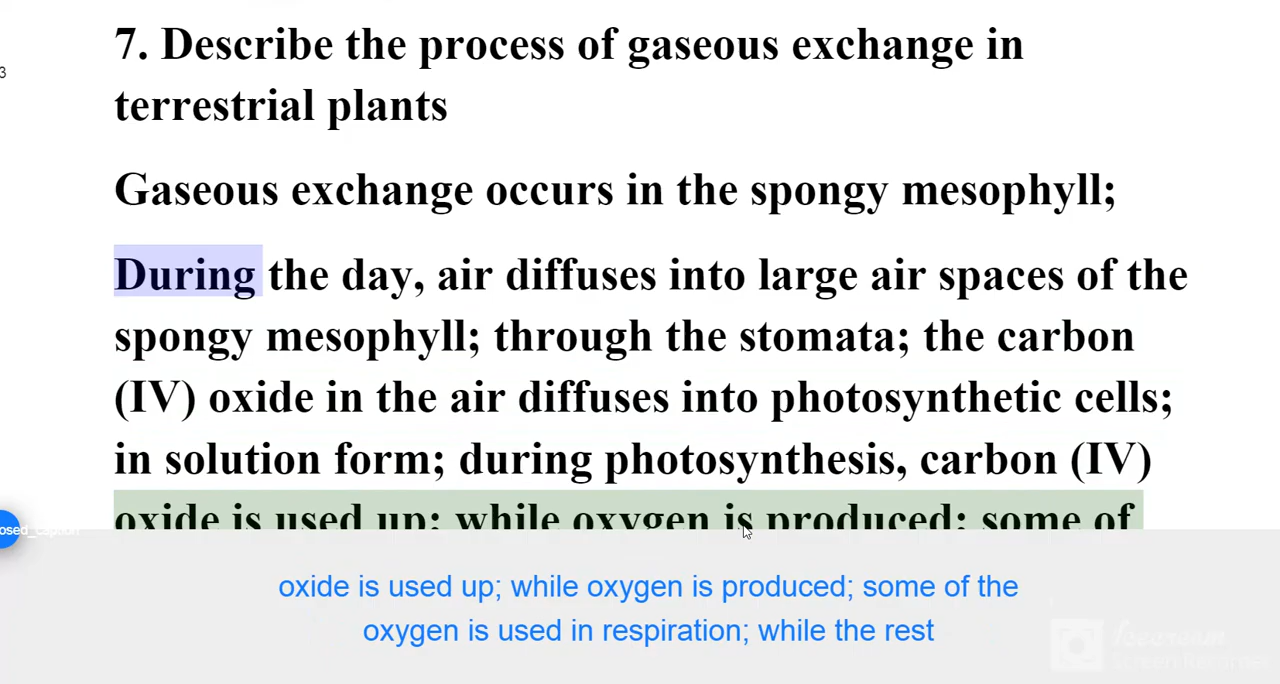 3
7. Describe the process of gaseous exchange in
terrestrial plants
Gaseous exchange occurs in the spongy mesophyll;
During the day, air diffuses into large air spaces of the
spongy mesophyll; through the stomata; the carbon
(IV) oxide in the air diffuses into photosynthetic cells;
in solution form; during photosynthesis, carbon (IV)
oxide is used up; while oxygen is produced; some of
osed_caption
oxide is used up; while oxygen is produced; some of the
oxygen is used in respiration; while the rest